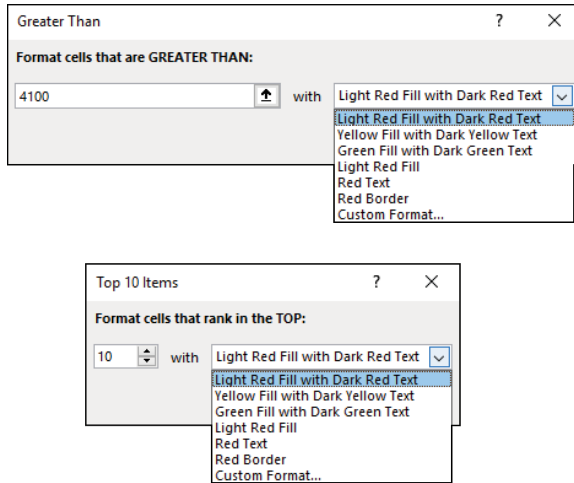 Greater Than ?
Format cells that are GREATER THAN:
4100 with Light Red Fill with Dark Red Text
Light Red Fill with Dark Red Text
Yellow Fill with Dark Yellow Text
Green Fill with Dark Green Text
Light Red Fill
Red Text
Red Border
Custom Format...
Top 10 Items ?
Format cells that rank in the TOP:
10 with Light Red Fill with Dark Red Text
Light Red Fill with Dark Red Text
Yellow Fill with Dark Yellow Text
Green Fill with Dark Green Text
Light Red Fill
Red Text
Red Border
Custom Format...